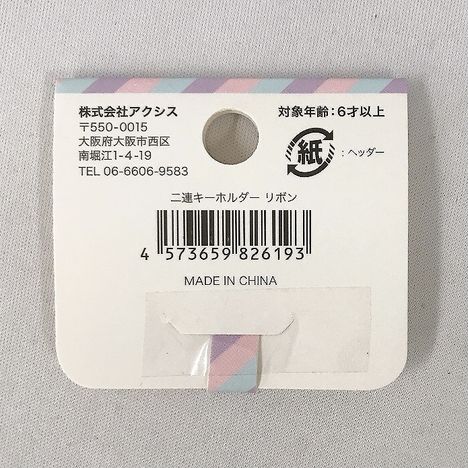 株式会社アクシス
〒550-0015
大阪府大阪市西区
南堀江1-4-19
TEL 06-6606-9583
対象年齢：6才以上
紙
：ヘッダー
二連キーホルダー リボン
4 573659 826193
MADE IN CHINA